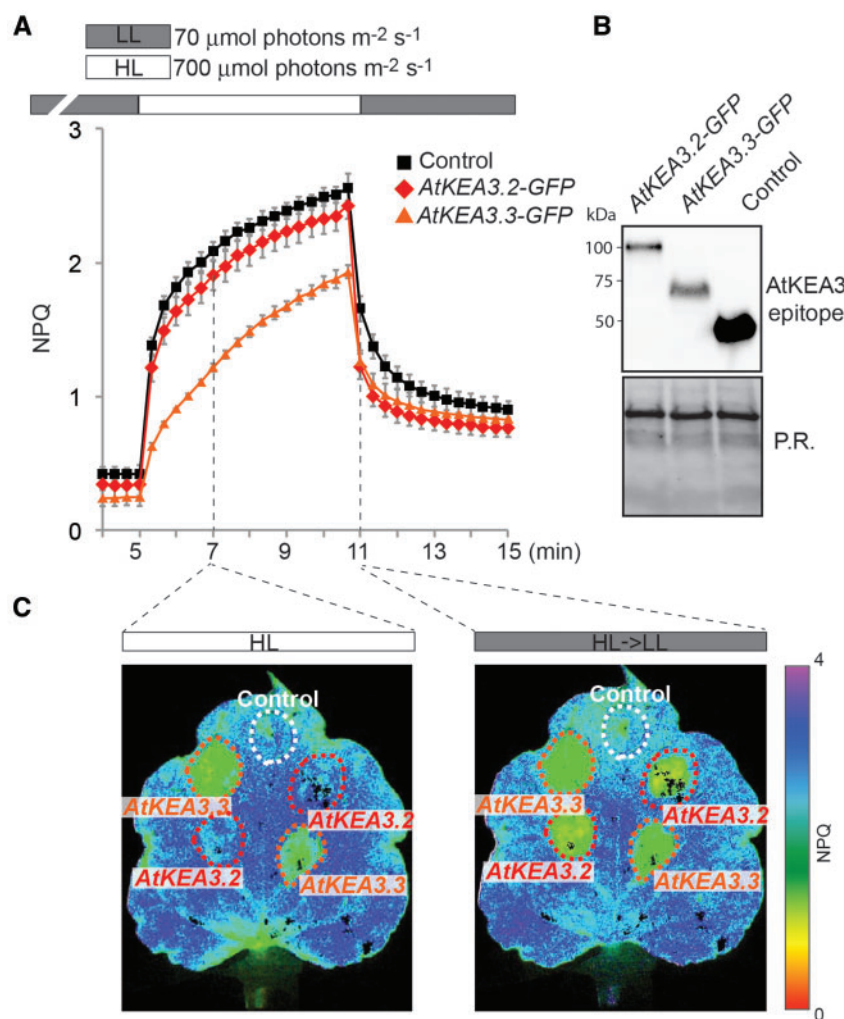 A
LL 70 μmol photons m-2 s-1
HL 700 μmol photons m-2 s-1
3
2
1
0
NPQ
Control
AtKEA3.2-GFP
AtKEA3.3-GFP
5 7 9 11 13 15 (min)
B
AtKEA3.2-GFP
AtKEA3.3-GFP
Control
kDa
100
75
50
AtKEA3
epitope
P.R.
C
HL
Control
AtKEA3.3
AtKEA3.2
AtKEA3.2
AtKEA3.3
HL->LL
Control
AtKEA3.3
AtKEA3.2
AtKEA3.2
AtKEA3.3
4
NPQ
0